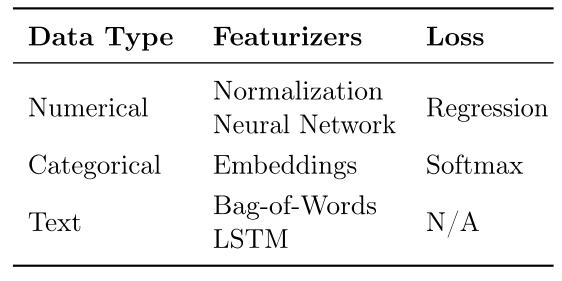 Data Type Featurizers Loss
Numerical Normalization Neural Network Regression
Categorical Embeddings Softmax
Text Bag-of-Words LSTM N/A